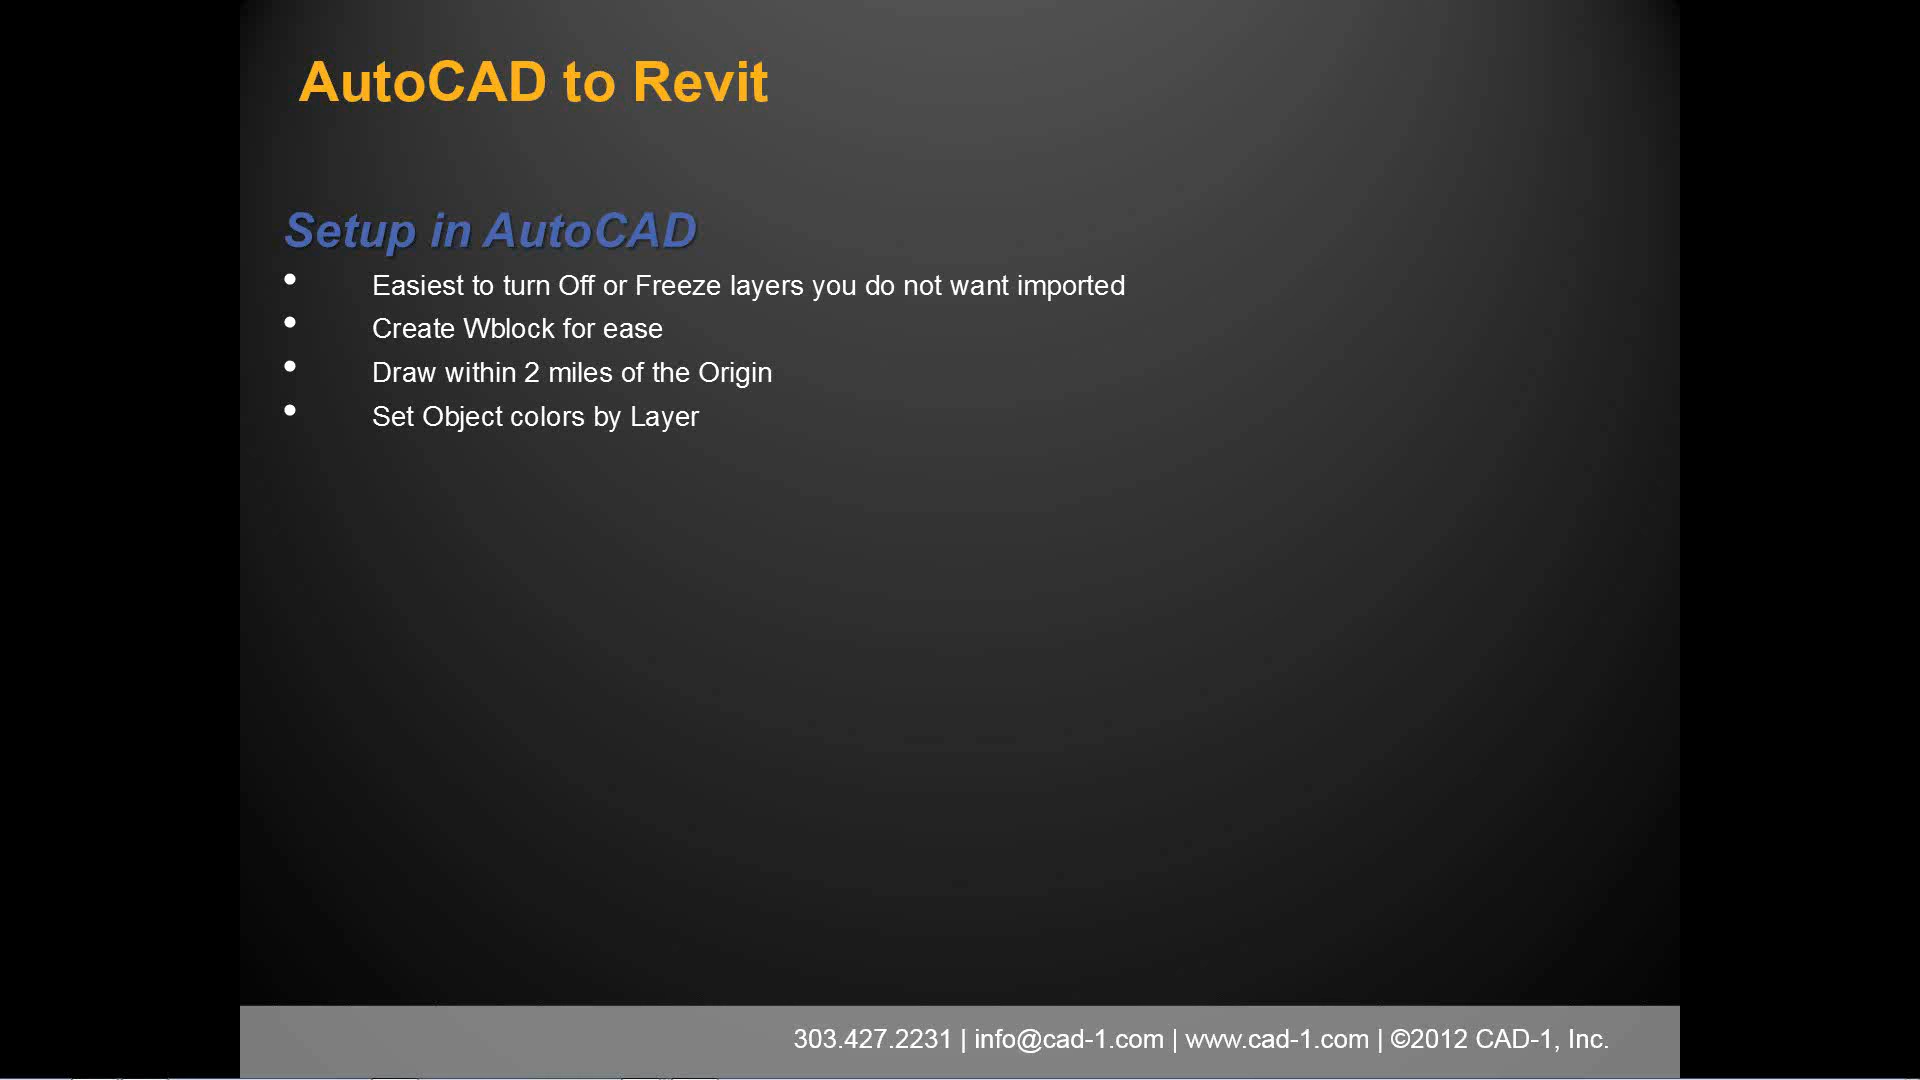 AutoCAD to Revit
Setup in AutoCAD
• Easiest to turn Off or Freeze layers you do not want imported
• Create Wblock for ease
• Draw within 2 miles of the Origin
• Set Object colors by Layer
303.427.2231 | info@cad-1.com | www.cad-1.com | ©2012 CAD-1, Inc.